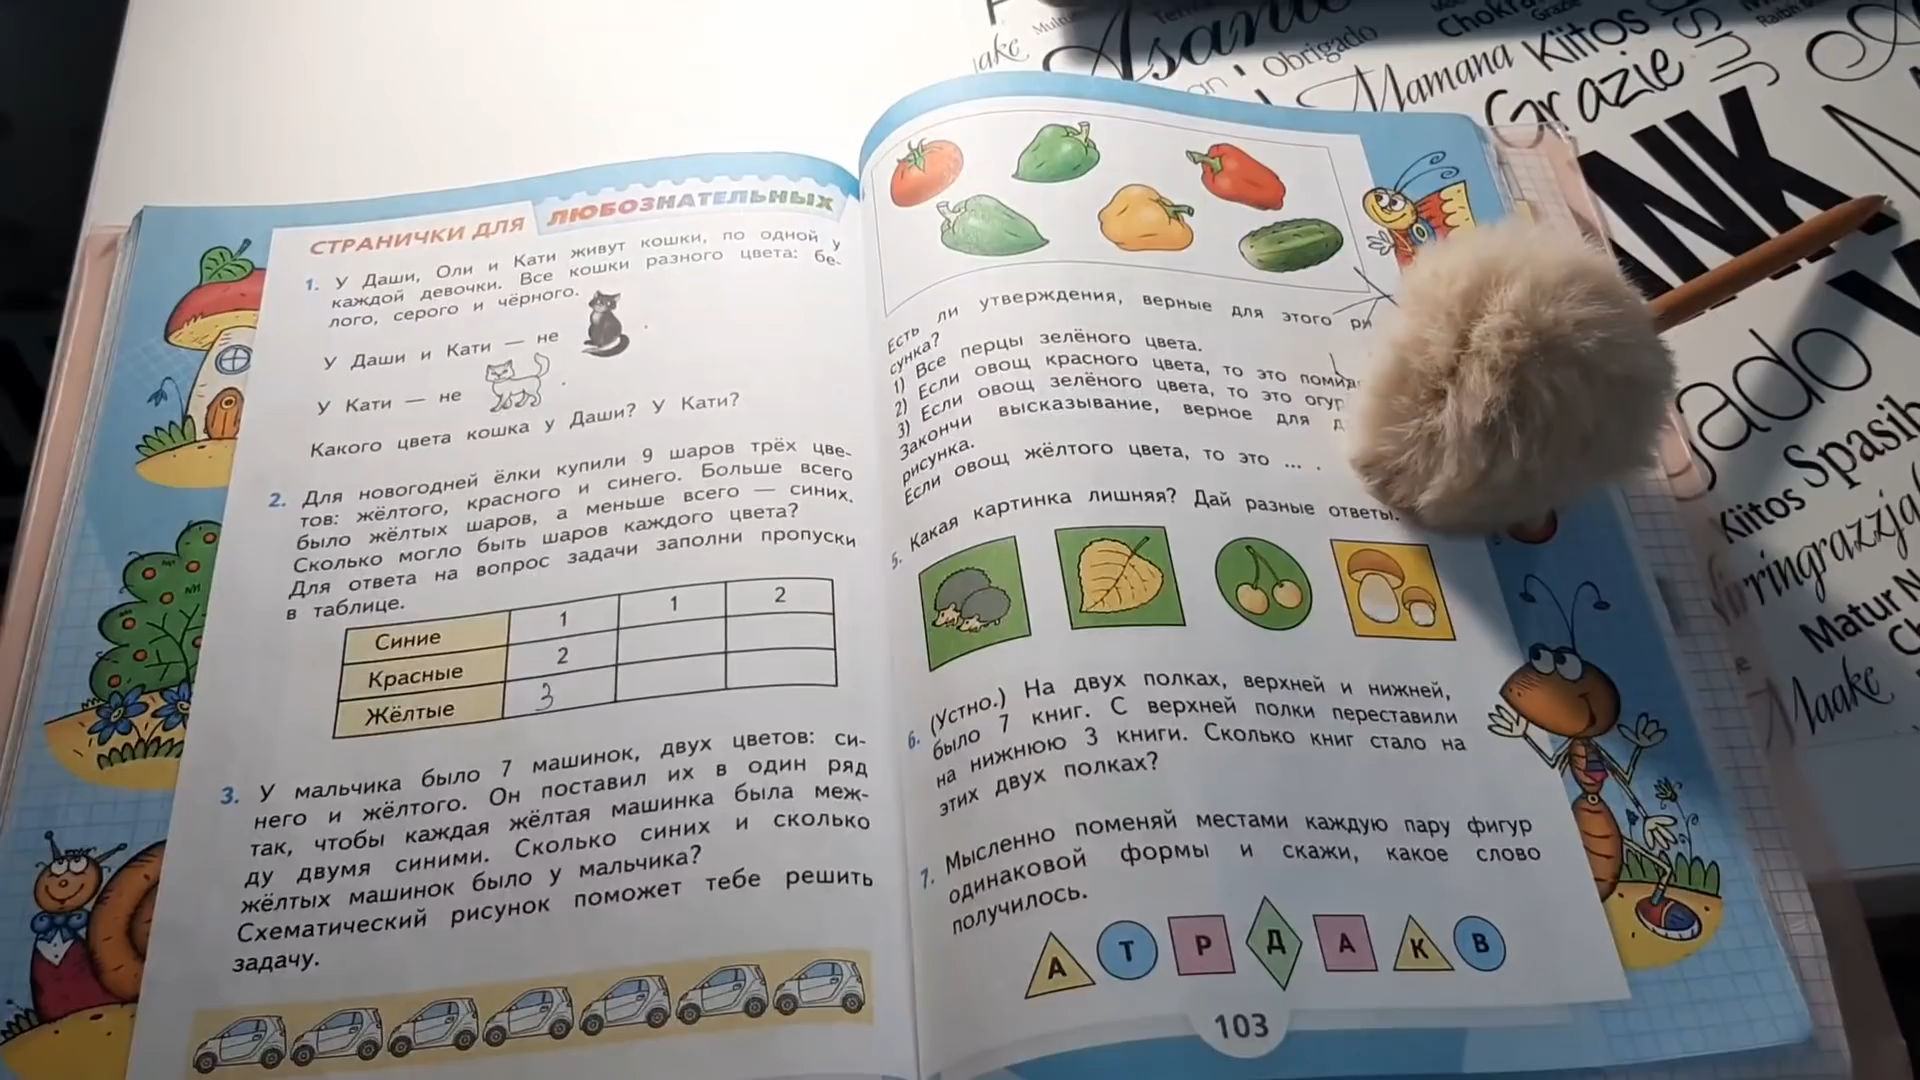 СТРАНИЧКИ ДЛЯ ЛЮБОЗНАТЕЛЬНЫХ
1. У Даши, Оли и Кати живут кошки, по одной у
каждой девочки. Все кошки разного цвета: бе-
лого, серого и чёрного.
У Даши и Кати — не .
У Кати — не .
Какого цвета кошка у Даши? У Кати?
2. Для новогодней ёлки купили 9 шаров трёх цве-
тов: жёлтого, красного и синего. Больше всего
было жёлтых шаров, а меньше всего — синих.
Сколько могло быть шаров каждого цвета?
Для ответа на вопрос задачи заполни пропуски
в таблице.
Синие 1 1 2
Красные 2
Жёлтые 3
3. У мальчика было 7 машинок, двух цветов: си-
него и жёлтого. Он поставил их в один ряд
так, чтобы каждая жёлтая машинка была меж-
ду двумя синими. Сколько синих и сколько
жёлтых машинок было у мальчика?
Схематический рисунок поможет тебе решить
задачу.
Есть ли утверждения, верные для этого ри
сунка?
1) Все перцы зелёного цвета.
2) Если овощ красного цвета, то это
3) Если овощ зелёного цвета, то это
Закончи высказывание, верное для
рисунка.
Если овощ жёлтого цвета, то это ... .
5. Какая картинка лишняя? Дай разные ответы.
6. (Устно.) На двух полках, верхней и нижней,
было 7 книг. С верхней полки переставили
на нижнюю 3 книги. Сколько книг стало на
этих двух полках?
7. Мысленно поменяй местами каждую пару фигур
одинаковой формы и скажи, какое слово
получилось.
А Т Р Д А К В
103
Asante
Obrigado
Mamana
Kiitos
Grazie
Kiitos
Spasib
Matur N
Maake